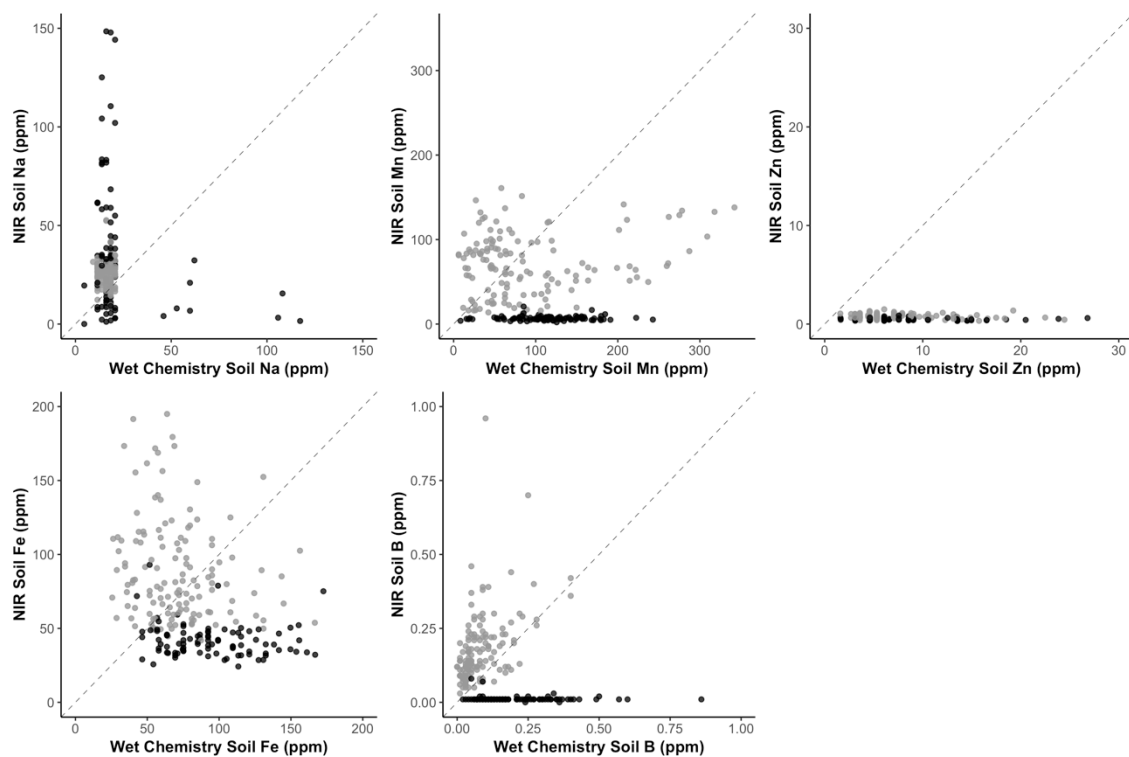 150
100
50
0
NIR Soil Na (ppm)
0 50 100 150
Wet Chemistry Soil Na (ppm)
300
200
100
0
NIR Soil Mn (ppm)
0 100 200 300
Wet Chemistry Soil Mn (ppm)
30
20
10
0
NIR Soil Zn (ppm)
0 10 20 30
Wet Chemistry Soil Zn (ppm)
200
150
100
50
0
NIR Soil Fe (ppm)
0 50 100 150 200
Wet Chemistry Soil Fe (ppm)
1.00
0.75
0.50
0.25
0.00
NIR Soil B (ppm)
0.00 0.25 0.50 0.75 1.00
Wet Chemistry Soil B (ppm)